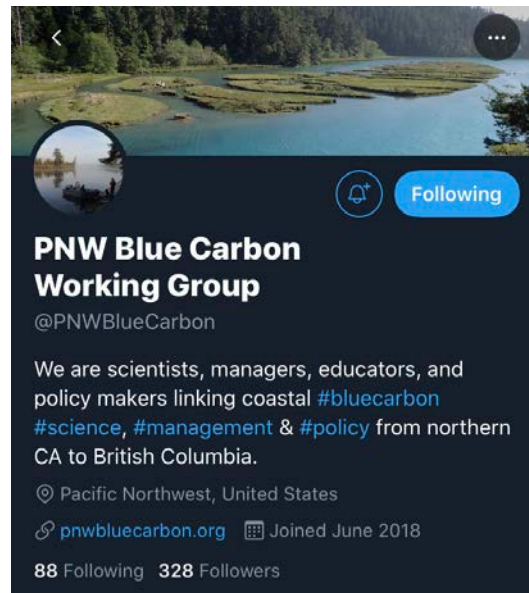 Following
PNW Blue Carbon
Working Group
@PNWBlueCarbon
We are scientists, managers, educators, and
policy makers linking coastal #bluecarbon
#science, #management & #policy from northern
CA to British Columbia.
Pacific Northwest, United States
pnwbluecarbon.org Joined June 2018
88 Following 328 Followers